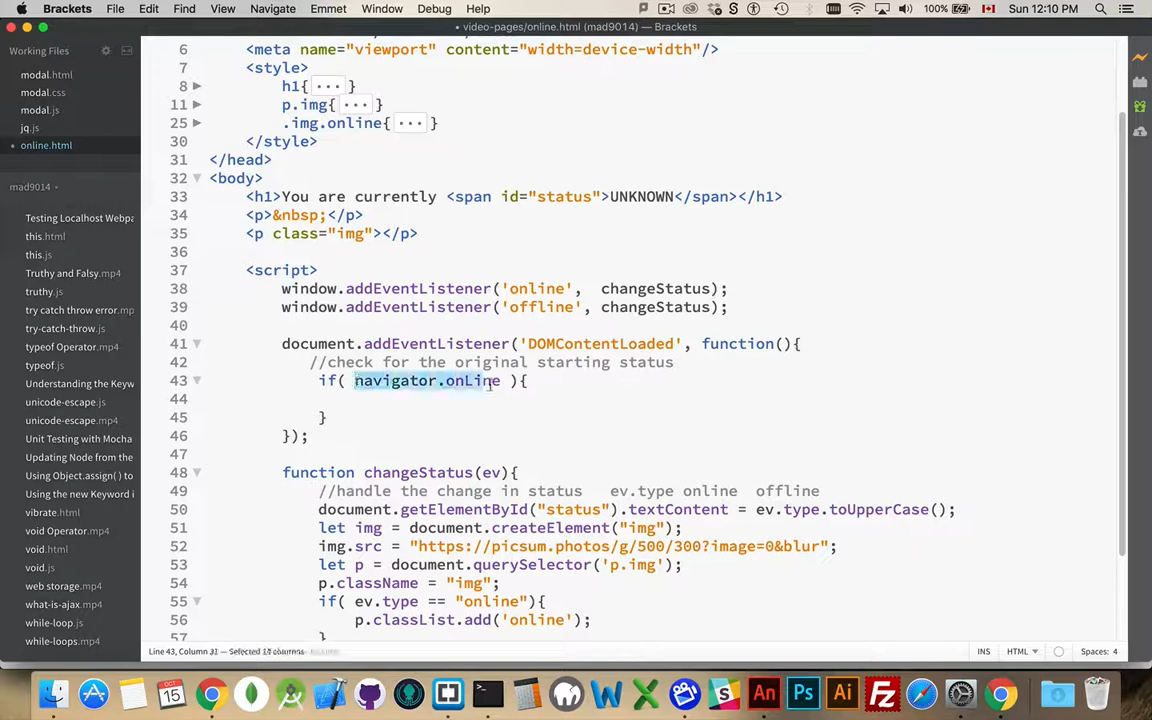 Brackets File Edit Find View Navigate Emmet Window Debug Help 100% Sun 12:10 PM
• video-pages/online.html (mad9014) — Brackets
Working Files
modal.html
modal.css
modal.js
jq.js
• online.html
mad9014
Testing Localhost Webpa
this.html
this.js
Truthy and Falsy.mp4
truthy.js
try catch throw error.mp
try-catch-throw.js
typeof Operator.mp4
typeof.js
Understanding the Keyw
unicode-escape.js
unicode-escape.mp4
Unit Testing with Mocha
Updating Node from the
Using Object.assign( ) to
Using the new Keyword i
vibrate.html
void Operator.mp4
void.html
void.js
web storage.mp4
what-is-ajax.mp4
while-loop.js
while-loops.mp4
6 <meta name="viewport" content="width=device-width"/>
7 <style>
8 h1{...}
11 p.img{...}
25 .img.online{...}
30 </style>
31 </head>
32 <body>
33 <h1>You are currently <span id="status">UNKNOWN</span></h1>
34 <p>&nbsp;</p>
35 <p class="img"></p>
36
37 <script>
38 window.addEventListener('online', changeStatus);
39 window.addEventListener('offline', changeStatus);
40
41 document.addEventListener('DOMContentLoaded', function(){
42 //check for the original starting status
43 if( navigator.onLine ){
44
45 }
46 });
47
48 function changeStatus(ev){
49 //handle the change in status ev.type online offline
50 document.getElementById("status").textContent = ev.type.toUpperCase();
51 let img = document.createElement("img");
52 img.src = "https://picsum.photos/g/500/300?image=0&blur";
53 let p = document.querySelector('p.img');
54 p.className = "img";
55 if( ev.type == "online"){
56 p.classList.add('online');
57 }
Line 43, Column 31 — Selected columns INS HTML Spaces: 4
OCT
15
An Ps Ai Fz